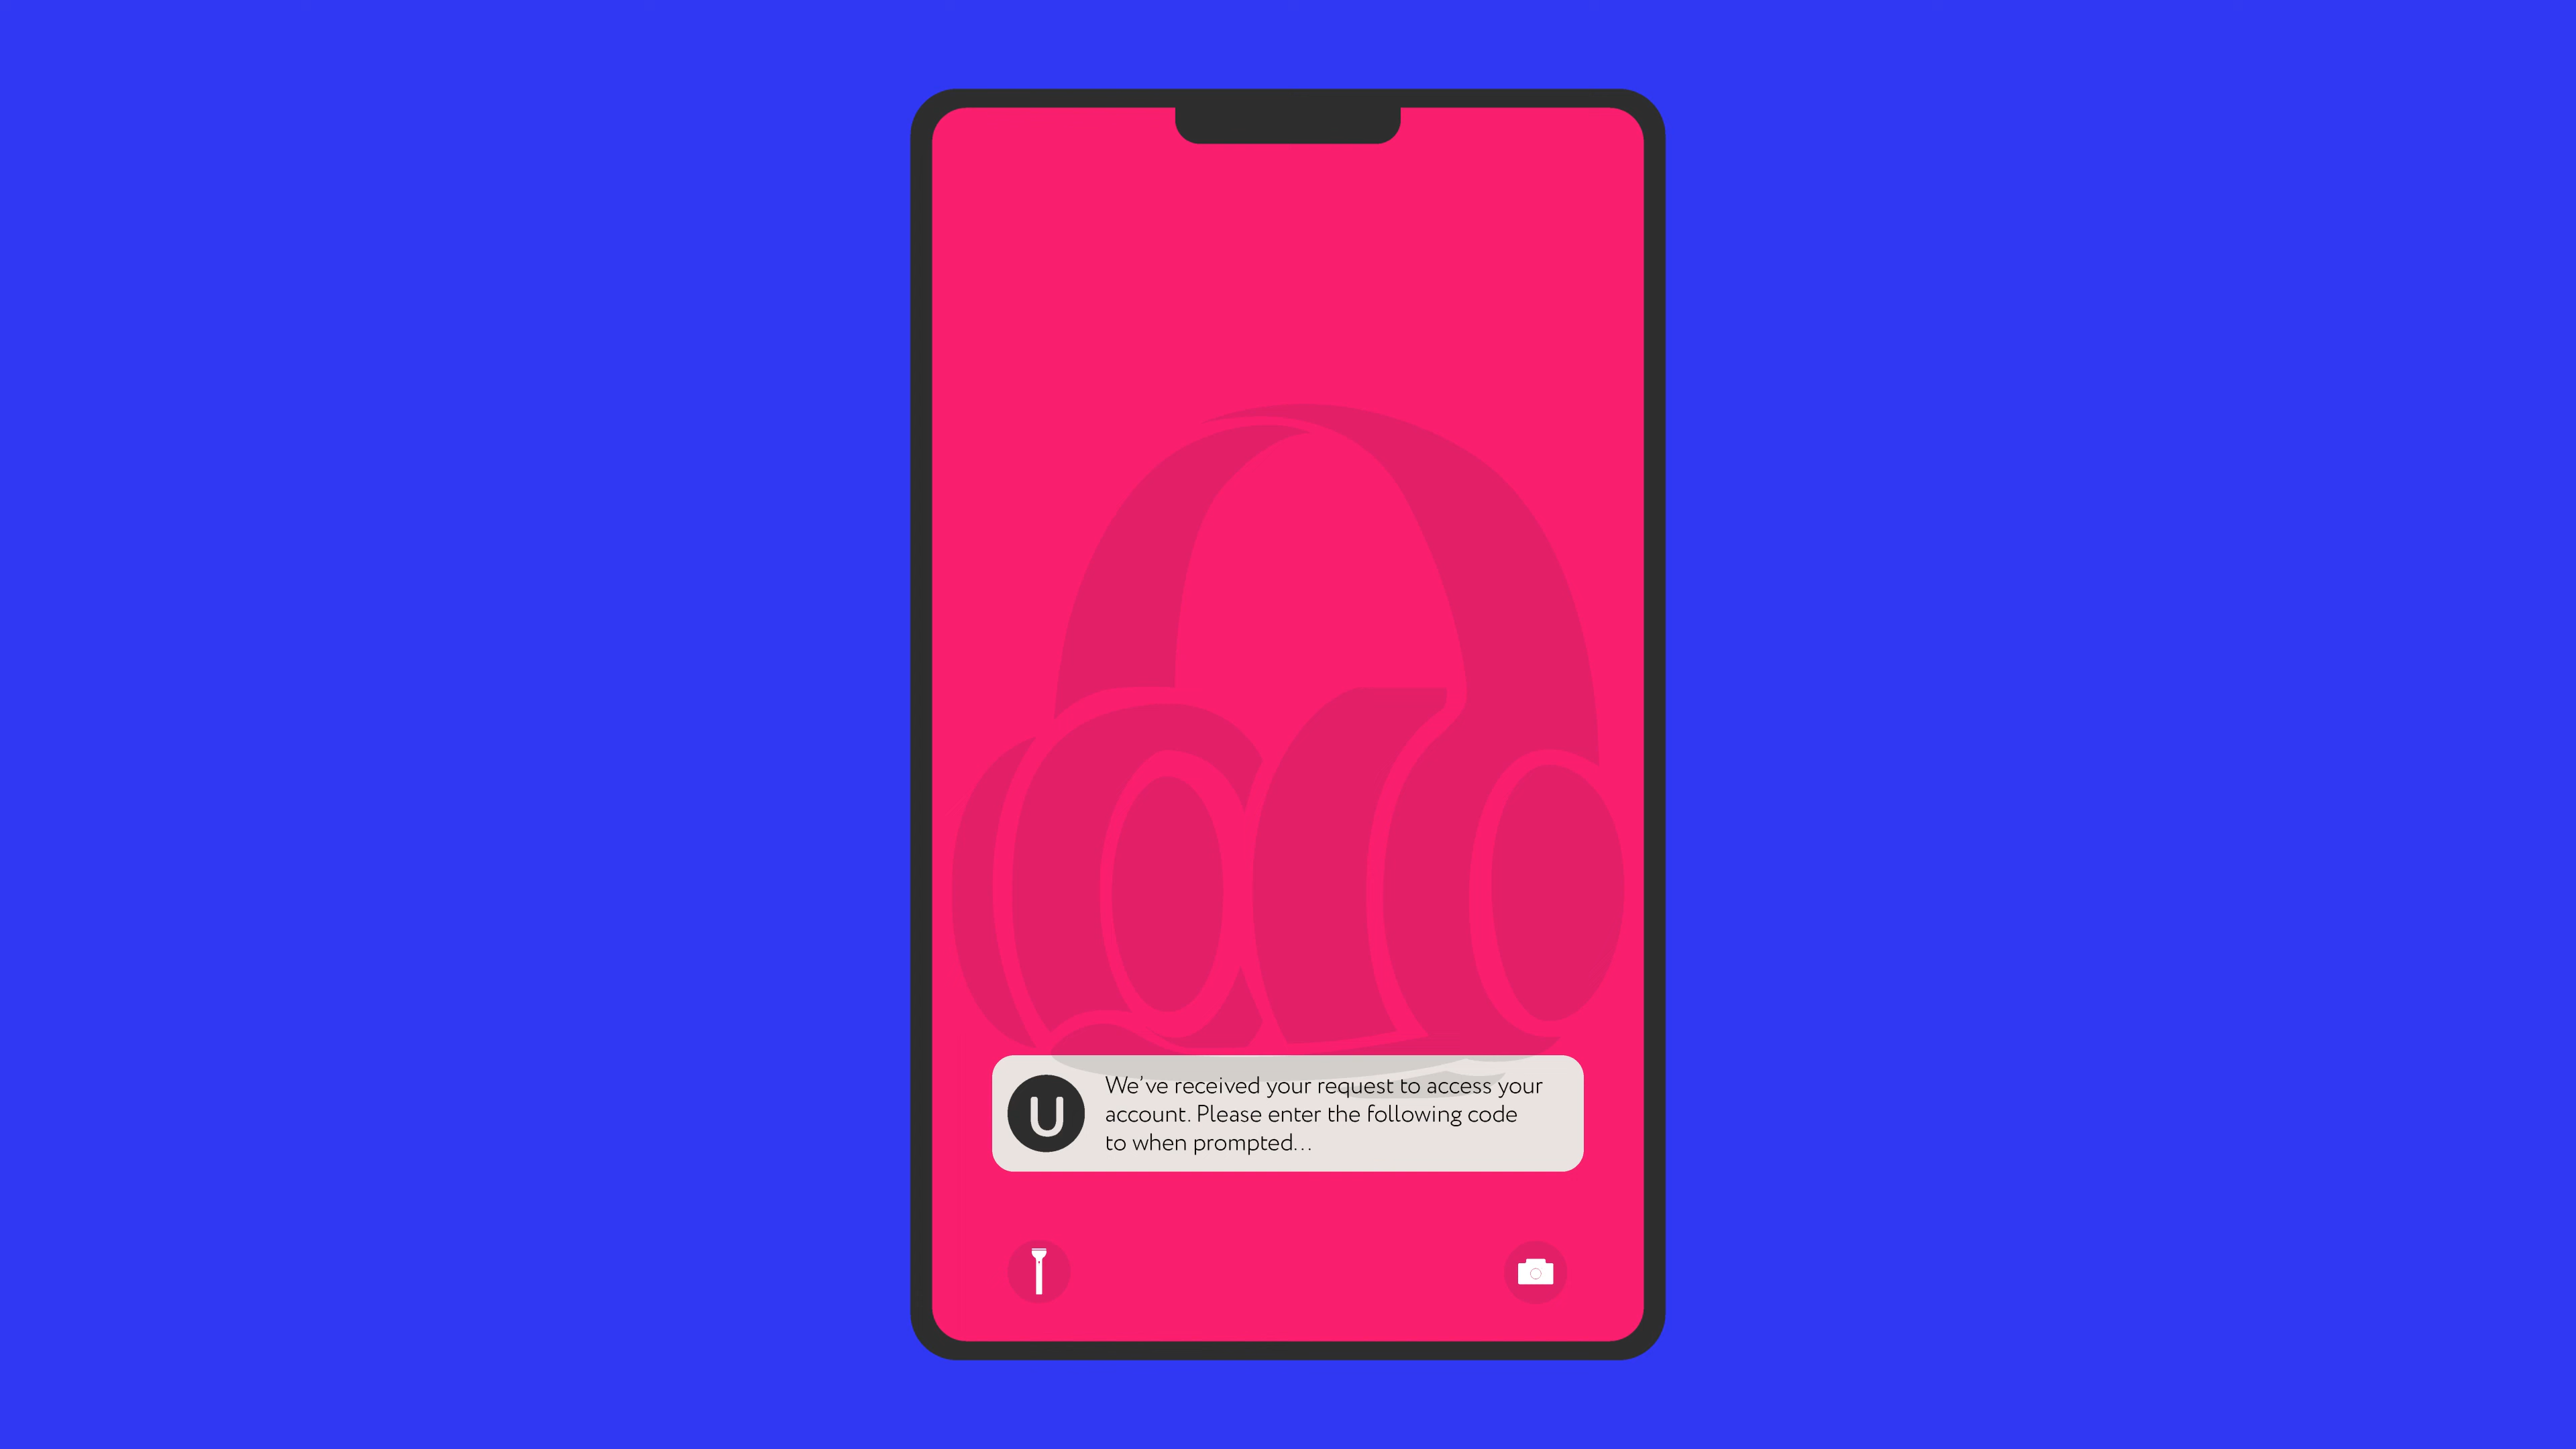 U
We've received your request to access your
account. Please enter the following code
to when prompted...